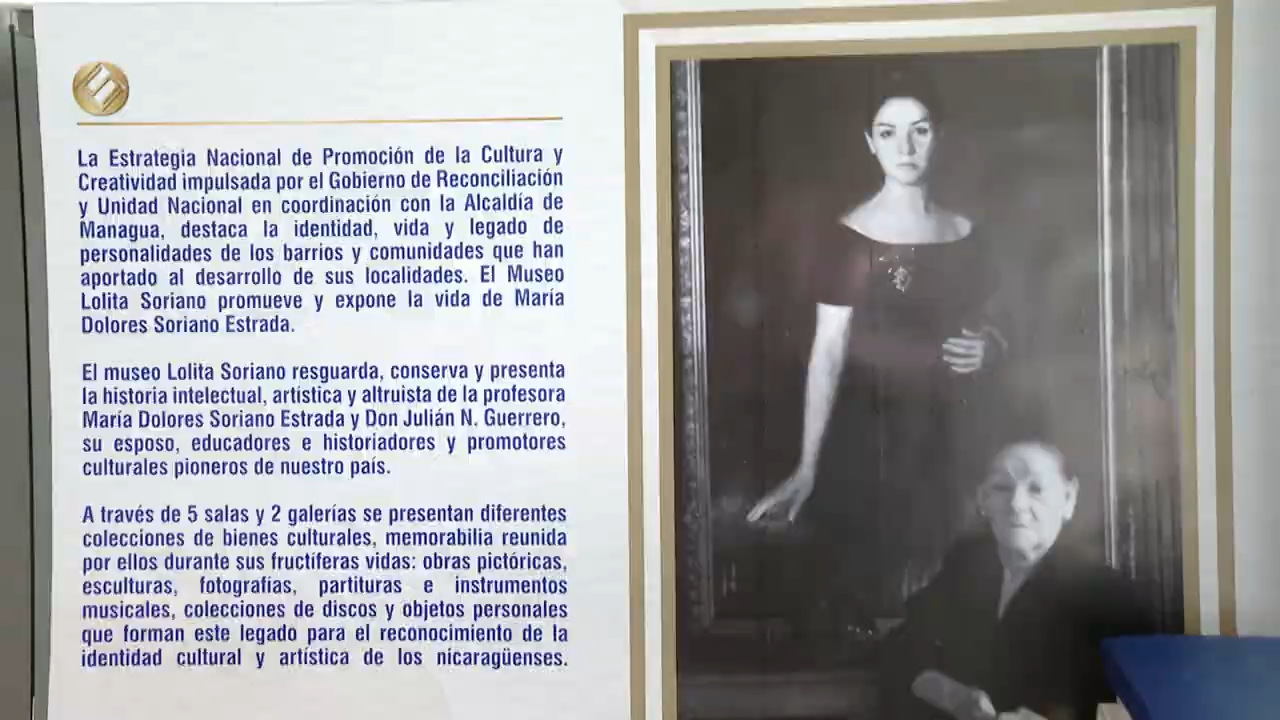 La Estrategia Nacional de Promoción de la Cultura y
Creatividad impulsada por el Gobierno de Reconciliación
y Unidad Nacional en coordinación con la Alcaldía de
Managua, destaca la identidad, vida y legado de
personalidades de los barrios y comunidades que han
aportado al desarrollo de sus localidades. El Museo
Lolita Soriano promueve y expone la vida de María
Dolores Soriano Estrada.
El museo Lolita Soriano resguarda, conserva y presenta
la historia intelectual, artística y altruista de la profesora
María Dolores Soriano Estrada y Don Julián N. Guerrero,
su esposo, educadores e historiadores y promotores
culturales pioneros de nuestro país.
A través de 5 salas y 2 galerías se presentan diferentes
colecciones de bienes culturales, memorabilia reunida
por ellos durante sus fructíferas vidas: obras pictóricas,
esculturas, fotografías, partituras e instrumentos
musicales, colecciones de discos y objetos personales
que forman este legado para el reconocimiento de la
identidad cultural y artística de los nicaragüenses.